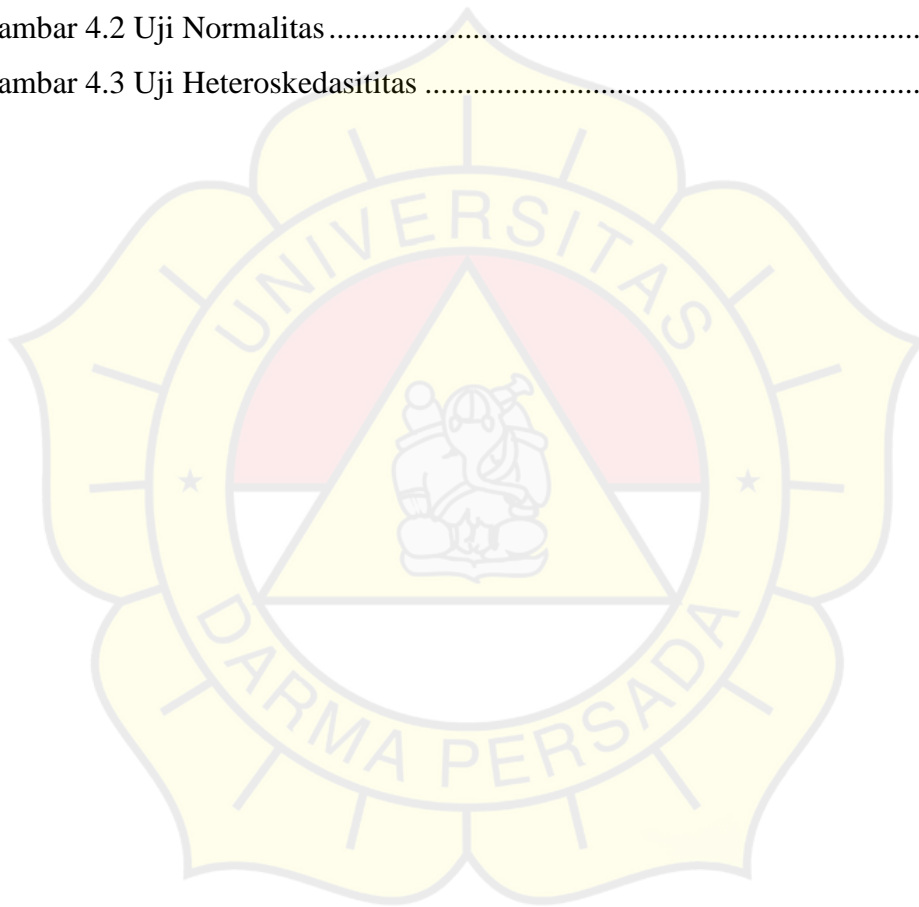 ambar 4.2 Uji Normalitas........................................................................
ambar 4.3 Uji Heteroskedasititas ............................................................
UNIVERSITAS
DARMA PERSADA